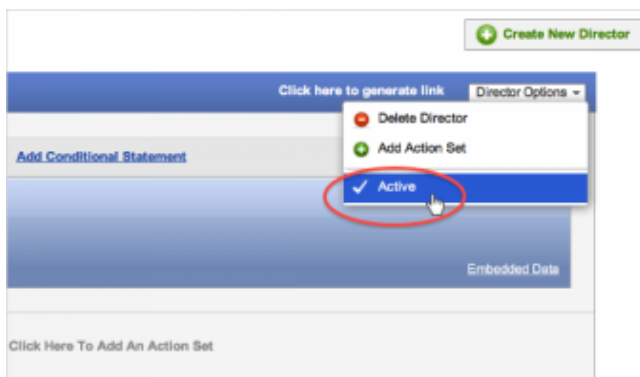 Create New Director
Click here to generate link
Director Options
Delete Director
Add Action Set
Add Conditional Statement
Active
Embedded Data
Click Here To Add An Action Set